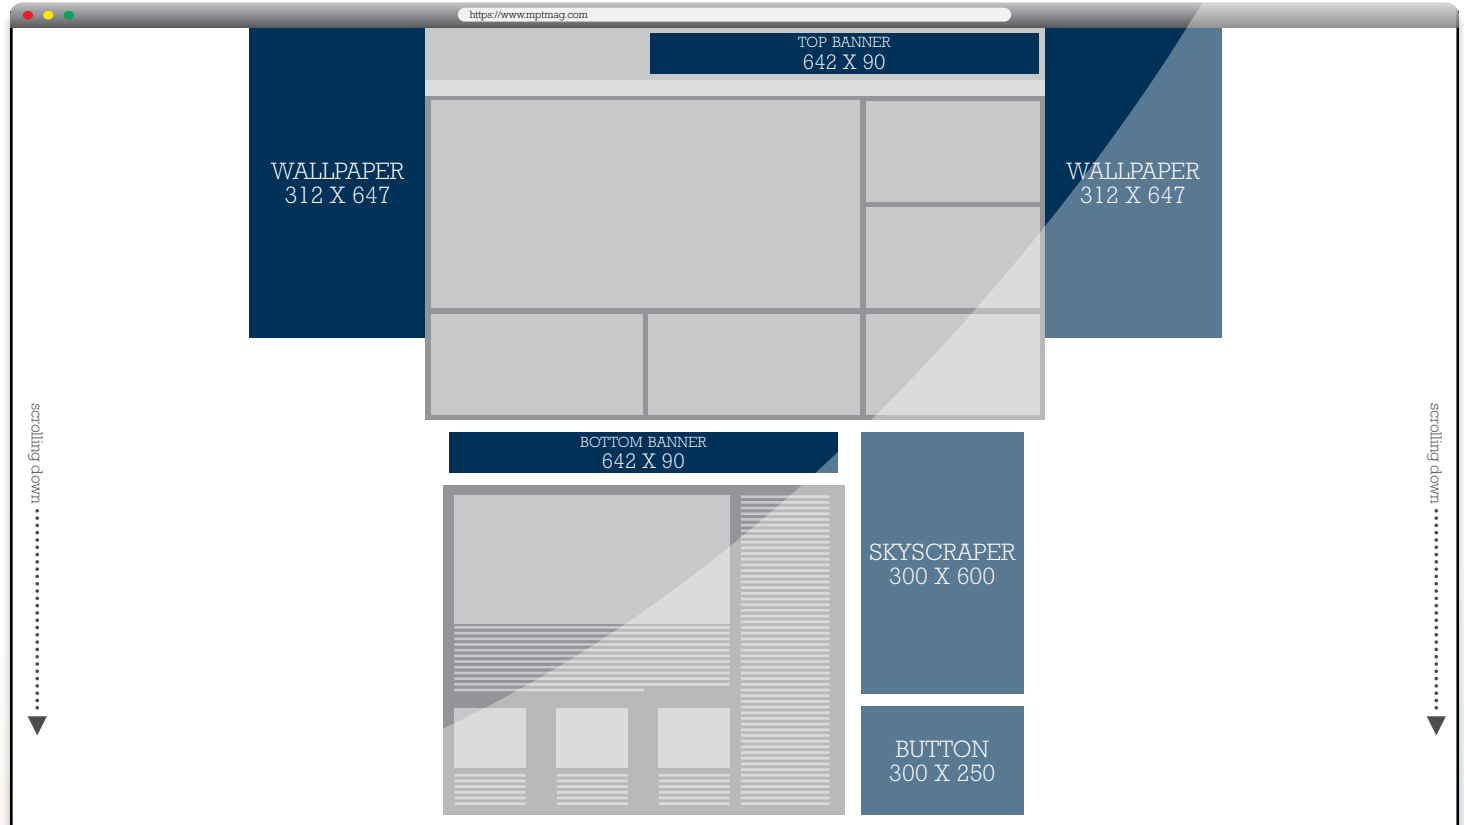 https://www.mptmag.com
TOP BANNER
642 X 90
WALLPAPER
312 X 647
WALLPAPER
312 X 647
scrolling down
scrolling down
BOTTOM BANNER
642 X 90
SKYSCRAPER
300 X 600
BUTTON
300 X 250